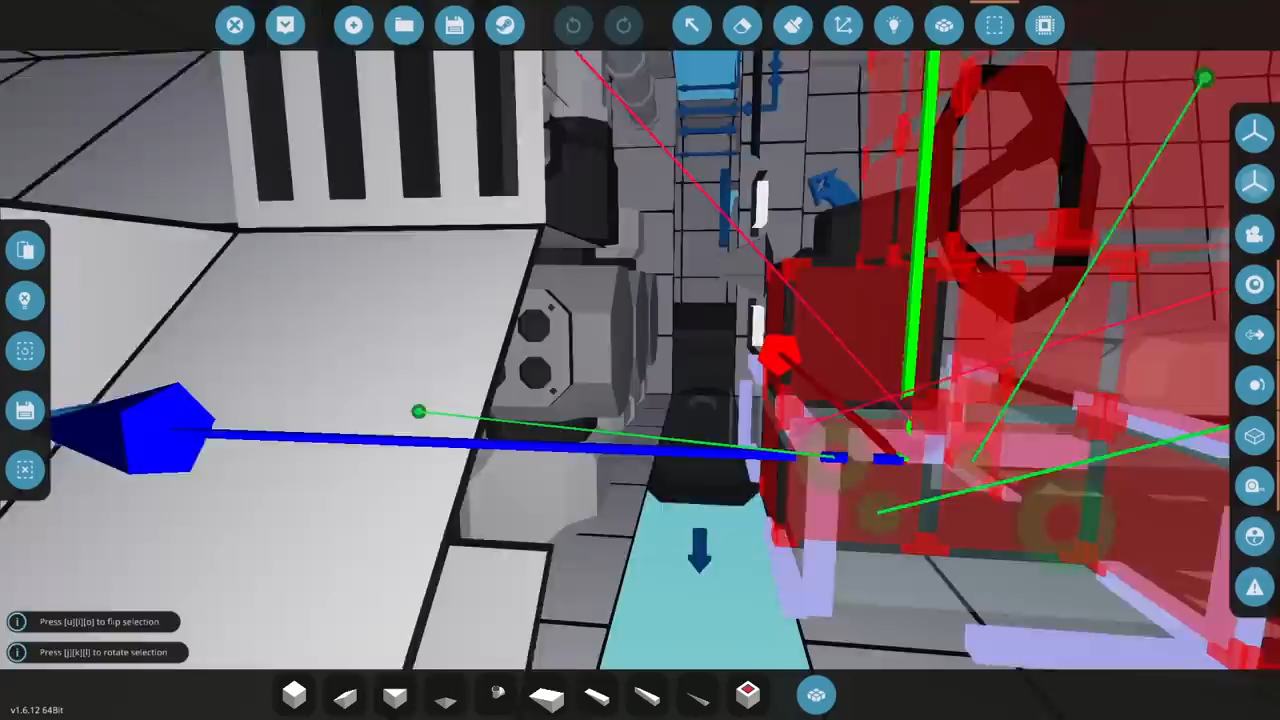 Press [u][i][o] to flip selection
Press [j][k][l] to rotate selection
v1.6.12 64Bit